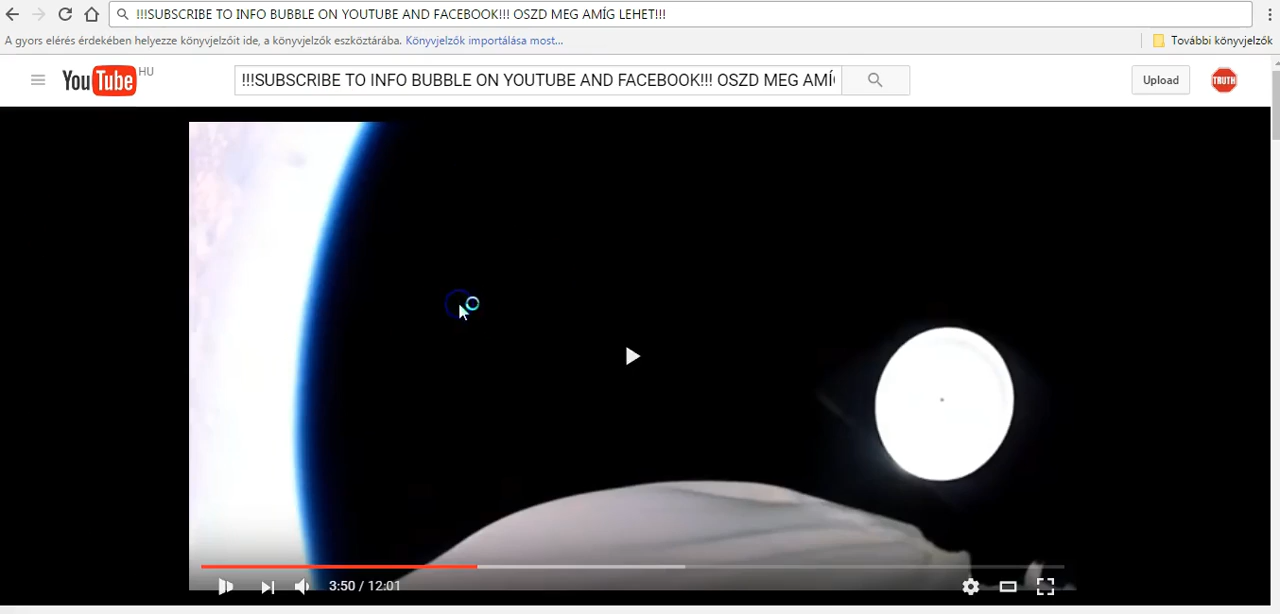 !!!SUBSCRIBE TO INFO BUBBLE ON YOUTUBE AND FACEBOOK!!! OSZD MEG AMÍG LEHET!!!
A gyors elérés érdekében helyezze könyvjelzőit ide, a könyvjelzők eszköztárába. Könyvjelzők importálása most... További könyvjelzők
YouTube HU !!!SUBSCRIBE TO INFO BUBBLE ON YOUTUBE AND FACEBOOK!!! OSZD MEG AMÍG Upload TRUTH
3:50 / 12:01